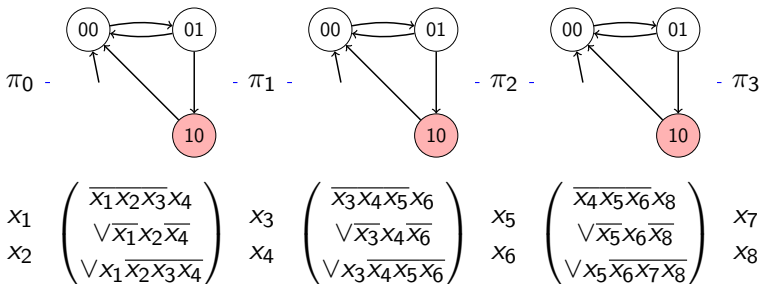 00 01 00 01 00 01
π₀ - - π₁ - - π₂ - - π₃
10 10 10
x̅₁x̅₂x̅₃x₄ x̅₃x̅₄x̅₅x₆ x̅₄x̅₅x̅₆x₈
x₁ ∨x̅₁x₂x̅₄ x₃ ∨x̅₃x₄x̅₆ x₅ ∨x̅₅x₆x̅₈ x₇
x₂ ∨x₁x̅₂x̅₃x̅₄ x₄ ∨x₃x̅₄x̅₅x̅₆ x₆ ∨x₅x̅₆x̅₇x̅₈ x₈